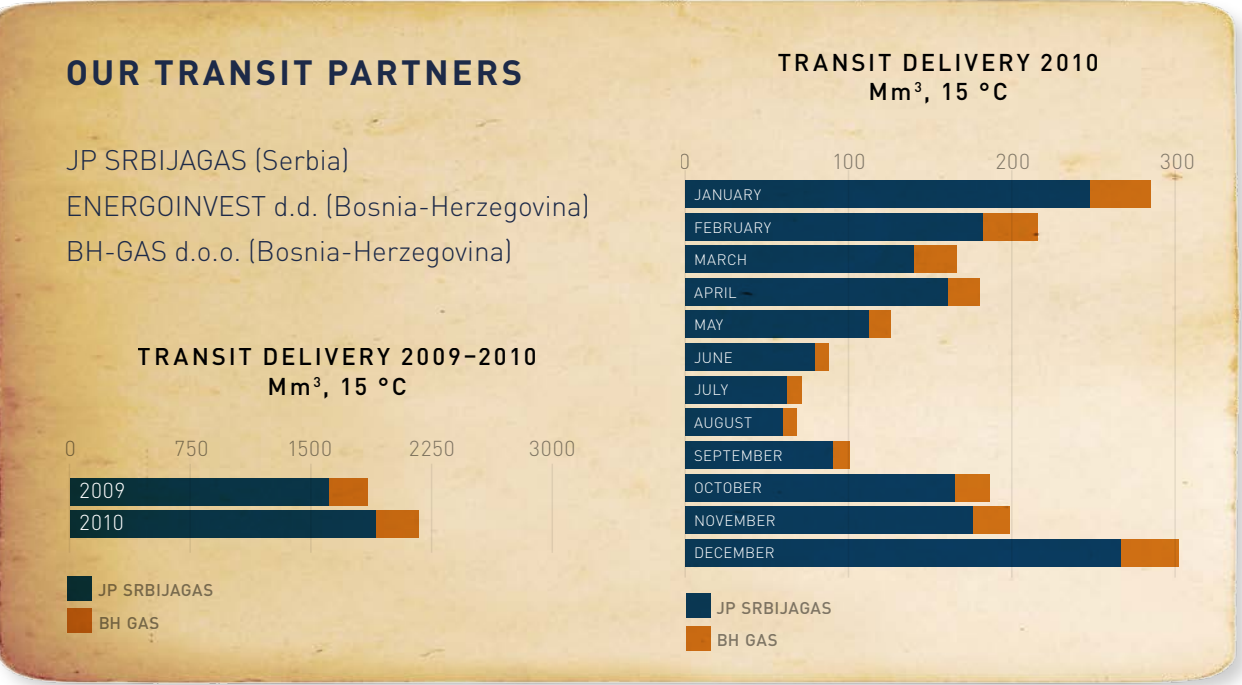 OUR TRANSIT PARTNERS
JP SRBIJAGAS (Serbia)
ENERGOINVEST d.d. (Bosnia-Herzegovina)
BH-GAS d.o.o. (Bosnia-Herzegovina)
TRANSIT DELIVERY 2009–2010
Mm³, 15 °C
0 750 1500 2250 3000
2009
2010
JP SRBIJAGAS
BH GAS
TRANSIT DELIVERY 2010
Mm³, 15 °C
0 100 200 300
JANUARY
FEBRUARY
MARCH
APRIL
MAY
JUNE
JULY
AUGUST
SEPTEMBER
OCTOBER
NOVEMBER
DECEMBER
JP SRBIJAGAS
BH GAS